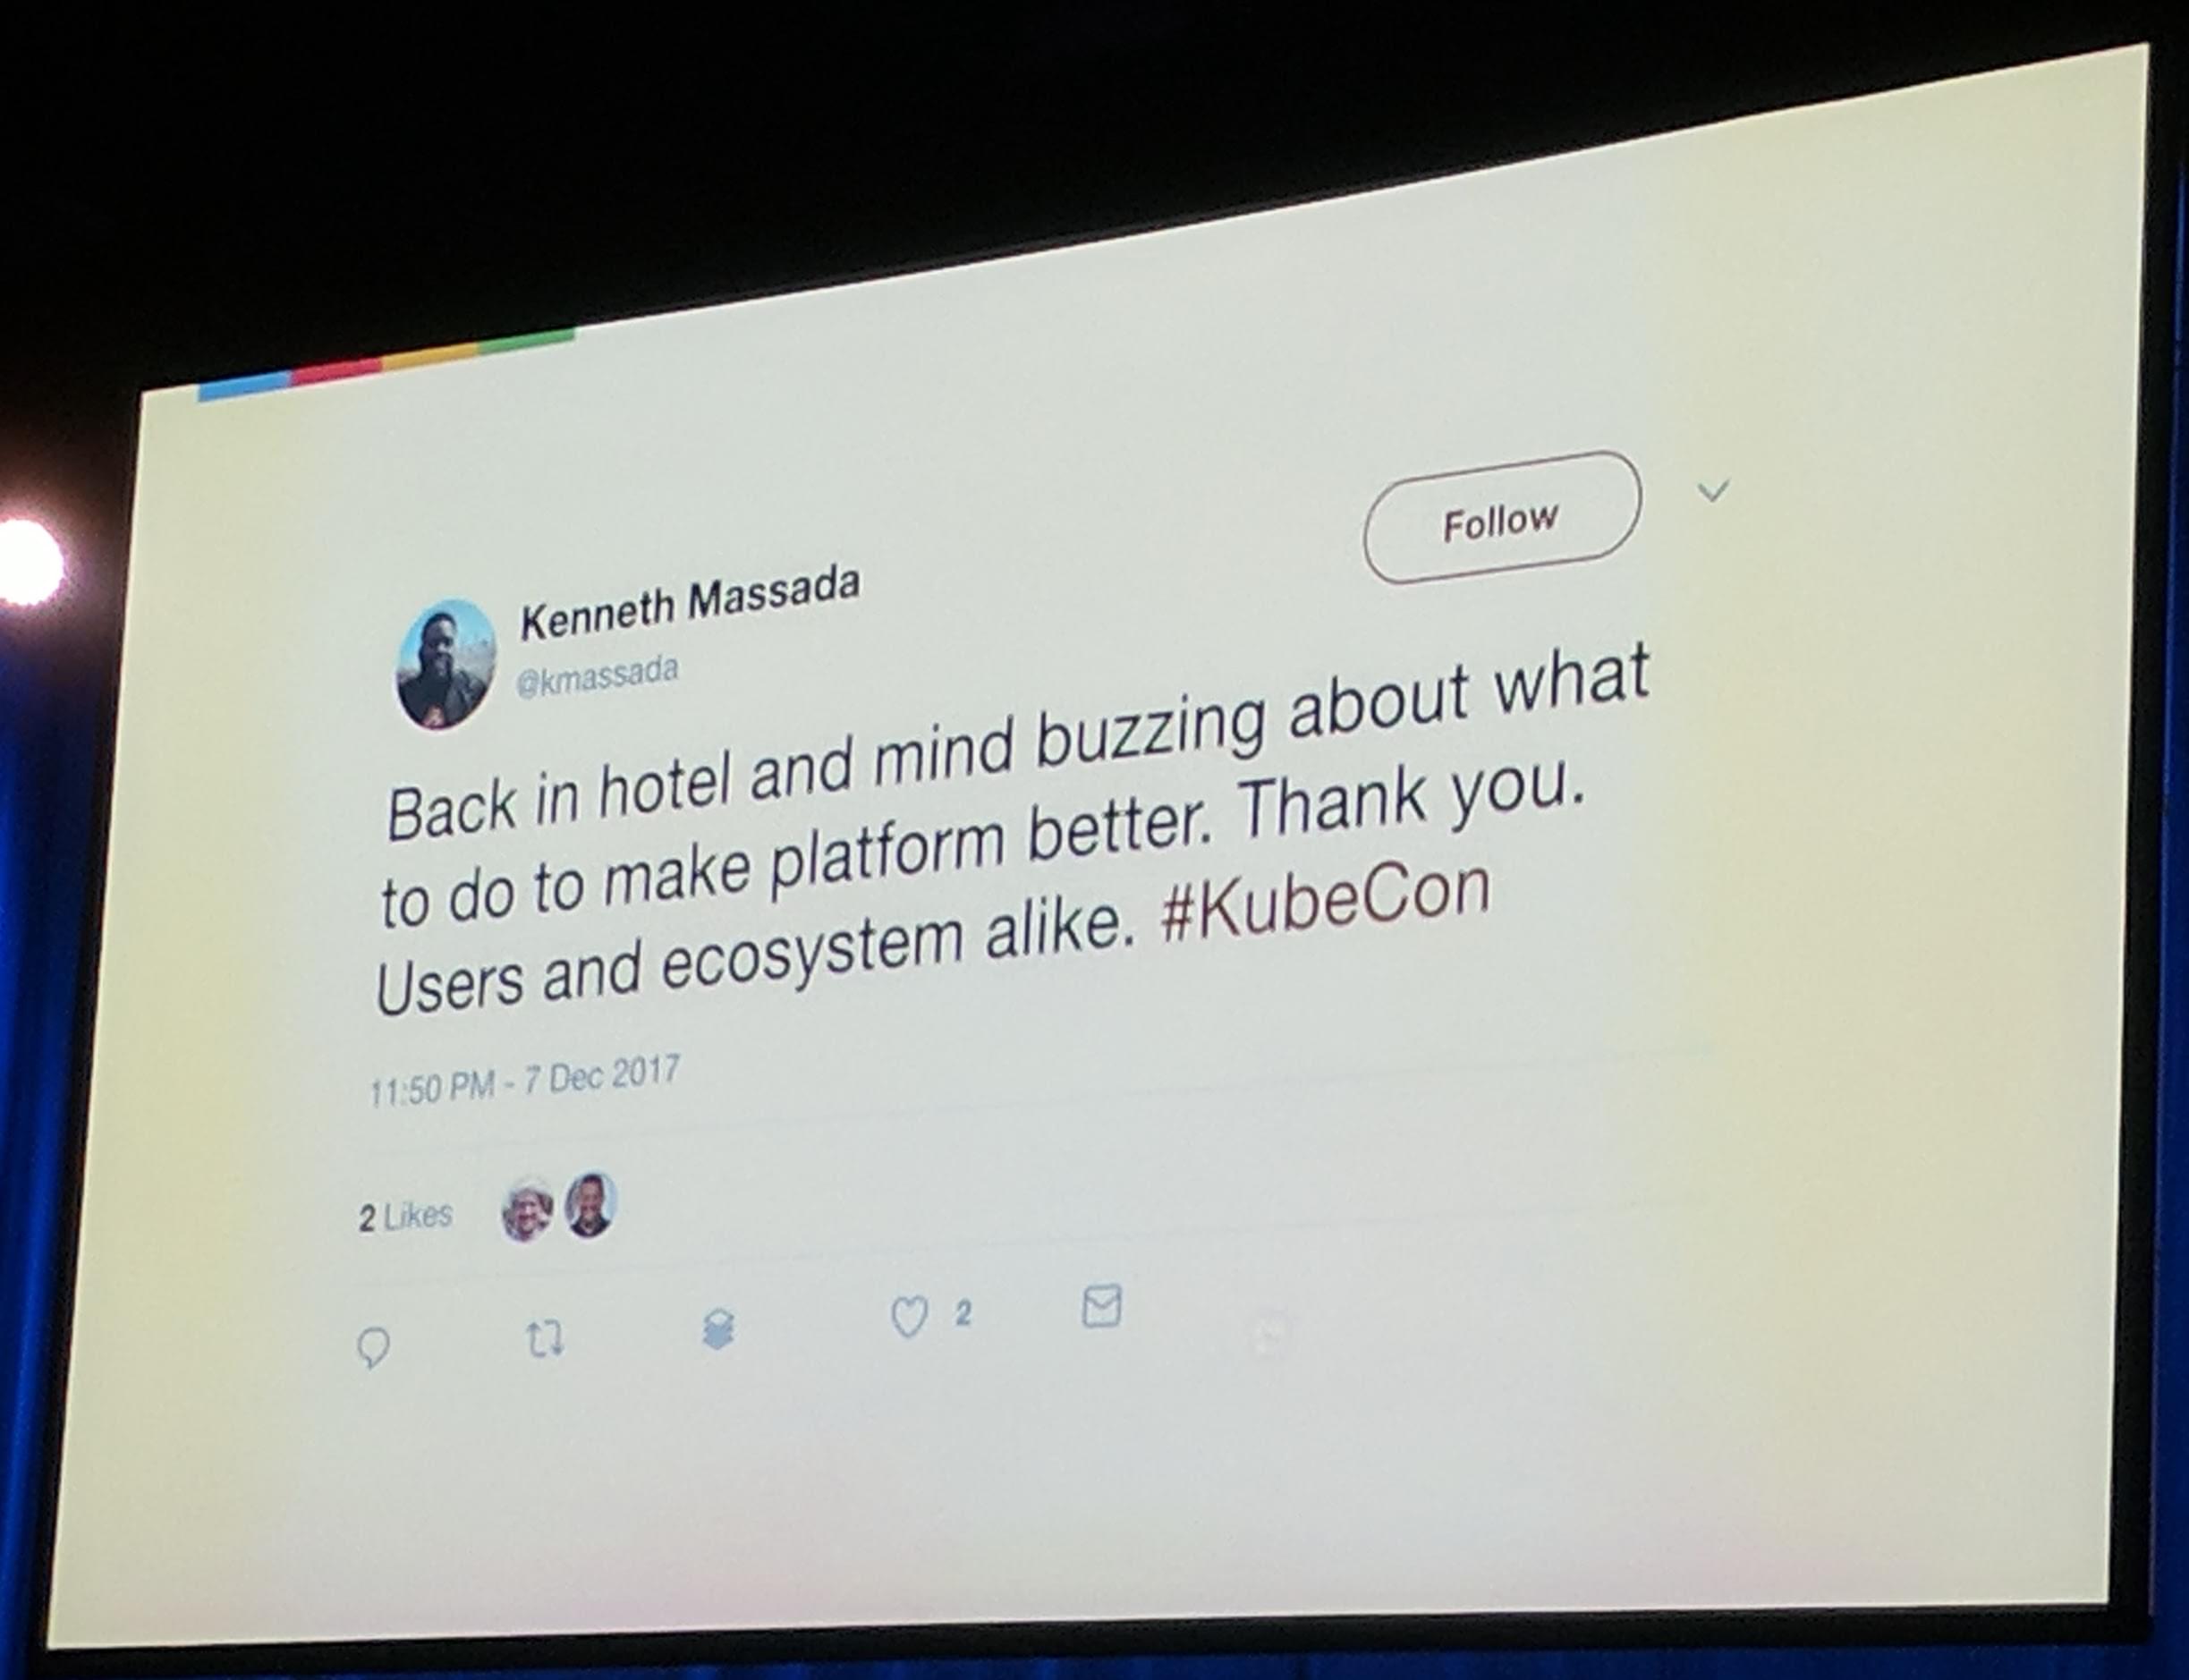 Follow
Kenneth Massada
@kmassada
Back in hotel and mind buzzing about what
to do to make platform better. Thank you.
Users and ecosystem alike. #KubeCon
11:50 PM - 7 Dec 2017
2 Likes
2